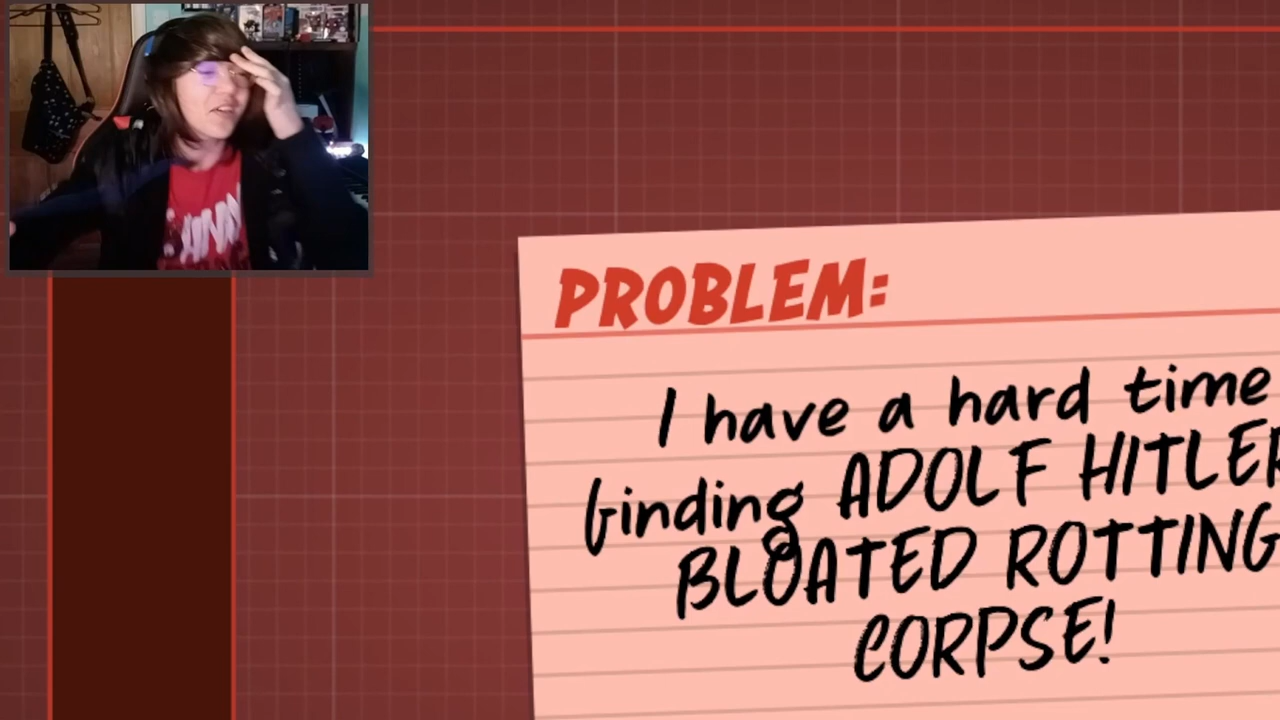 PROBLEM:
I have a hard time
finding ADOLF HITLER
BLOATED ROTTING
CORPSE!